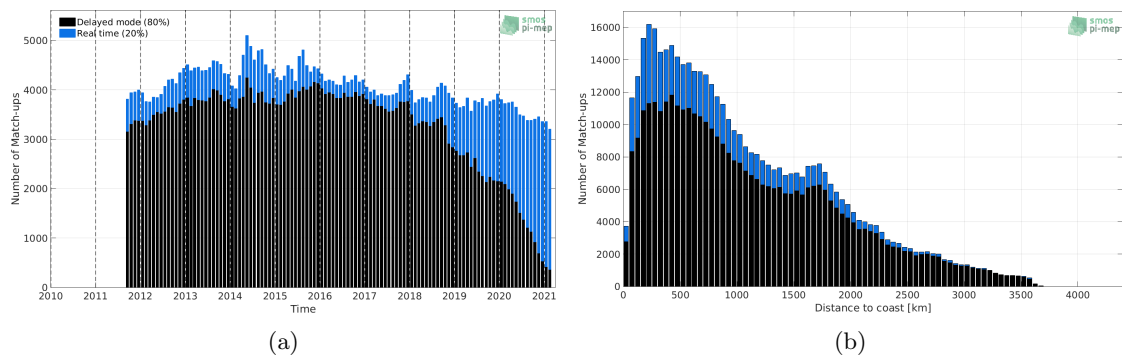 Delayed mode (80%)
Real time (20%)
smos
pi-mep
Number of Match-ups
5000
4000
3000
2000
1000
0
2010 2011 2012 2013 2014 2015 2016 2017 2018 2019 2020 2021
Time
(a)
smos
pi-mep
Number of Match-ups
16000
14000
12000
10000
8000
6000
4000
2000
0
0 500 1000 1500 2000 2500 3000 3500 4000
Distance to coast [km]
(b)